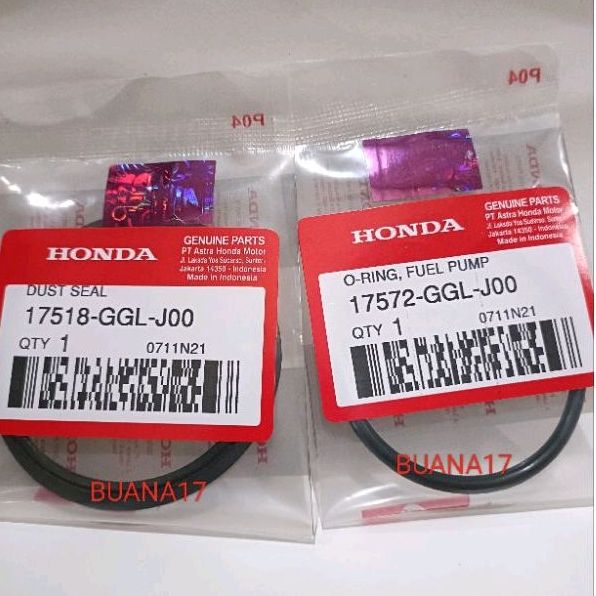 P04
P04
HONDA
GENUINE PARTS
PT Astra Honda Motor
Jakarta 14350 - Indonesia
Made in Indonesia
DUST SEAL
17518-GGL-J00
QTY 1
0711N21
HONDA
BUANA17
HONDA
GENUINE PARTS
PT Astra Honda Motor
Jakarta 14350 - Indonesia
Made in Indonesia
O-RING, FUEL PUMP
17572-GGL-J00
QTY 1
0711N21
BUANA17